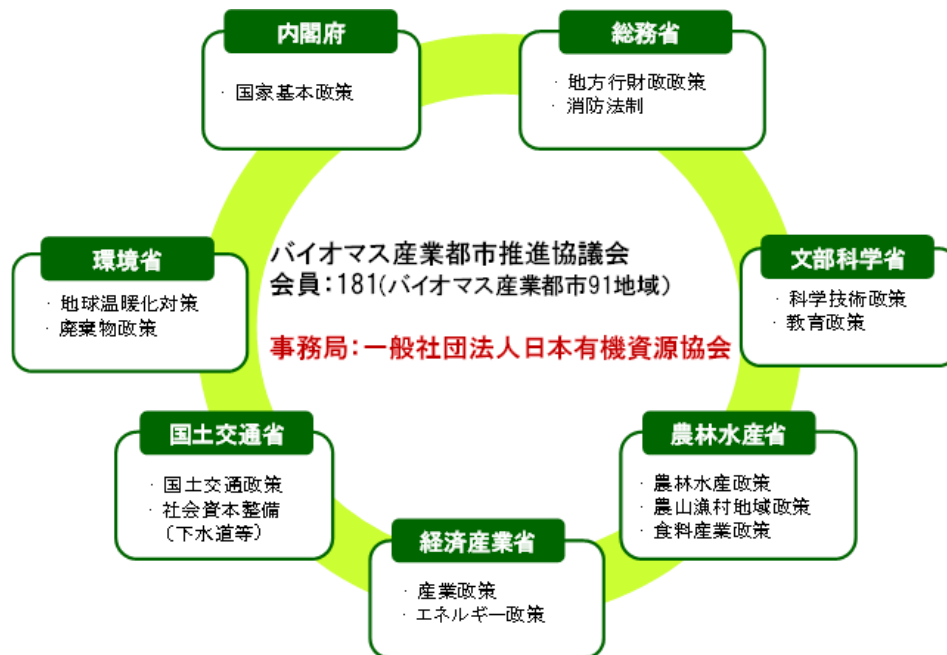 内閣府
・国家基本政策
総務省
・地方行財政政策
・消防法制
環境省
・地球温暖化対策
・廃棄物政策
バイオマス産業都市推進協議会
会員：181(バイオマス産業都市91地域)
事務局：一般社団法人日本有機資源協会
文部科学省
・科学技術政策
・教育政策
国土交通省
・国土交通政策
・社会資本整備
（下水道等）
農林水産省
・農林水産政策
・農山漁村地域政策
・食料産業政策
経済産業省
・産業政策
・エネルギー政策